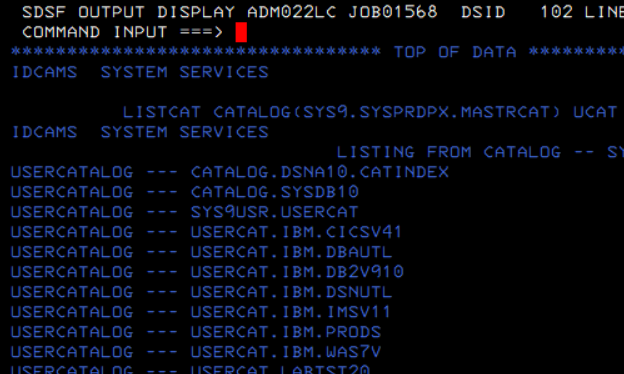 SDSF OUTPUT DISPLAY ADM022LC JOB01568 DSID 102 LINE
COMMAND INPUT ===>
********************************* TOP OF DATA *********
IDCAMS SYSTEM SERVICES
LISTCAT CATALOG(SYS9.SYSPRDPX.MASTRCAT) UCAT
IDCAMS SYSTEM SERVICES
LISTING FROM CATALOG -- SY
USERCATALOG --- CATALOG.DSNA10.CATINDEX
USERCATALOG --- CATALOG.SYSDB10
USERCATALOG --- SYS9USR.USERCAT
USERCATALOG --- USERCAT.IBM.CICSV41
USERCATALOG --- USERCAT.IBM.DBAUTL
USERCATALOG --- USERCAT.IBM.DB2V910
USERCATALOG --- USERCAT.IBM.DSNUTL
USERCATALOG --- USERCAT.IBM.IMSV11
USERCATALOG --- USERCAT.IBM.PRODS
USERCATALOG --- USERCAT.IBM.WAS7V
USERCATALOG --- USERCAT.LABTST20